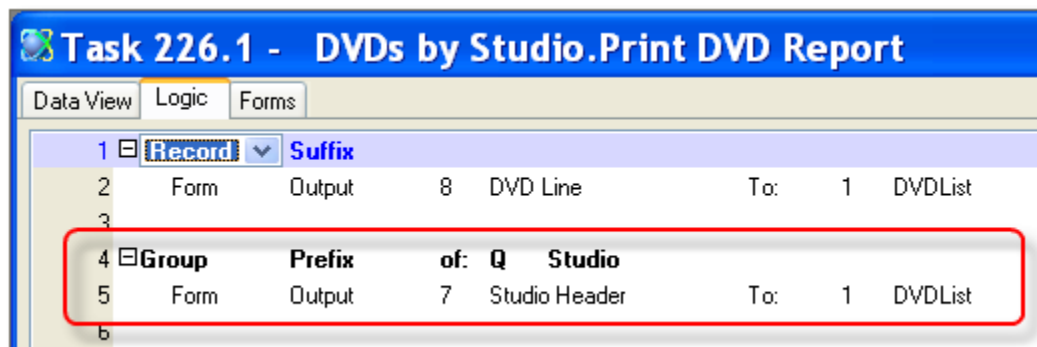 Task 226.1 - DVDs by Studio.Print DVD Report
Data View Logic Forms
1 Record Suffix
2 Form Output 8 DVD Line To: 1 DVDList
3
4 Group Prefix of: Q Studio
5 Form Output 7 Studio Header To: 1 DVDList
6